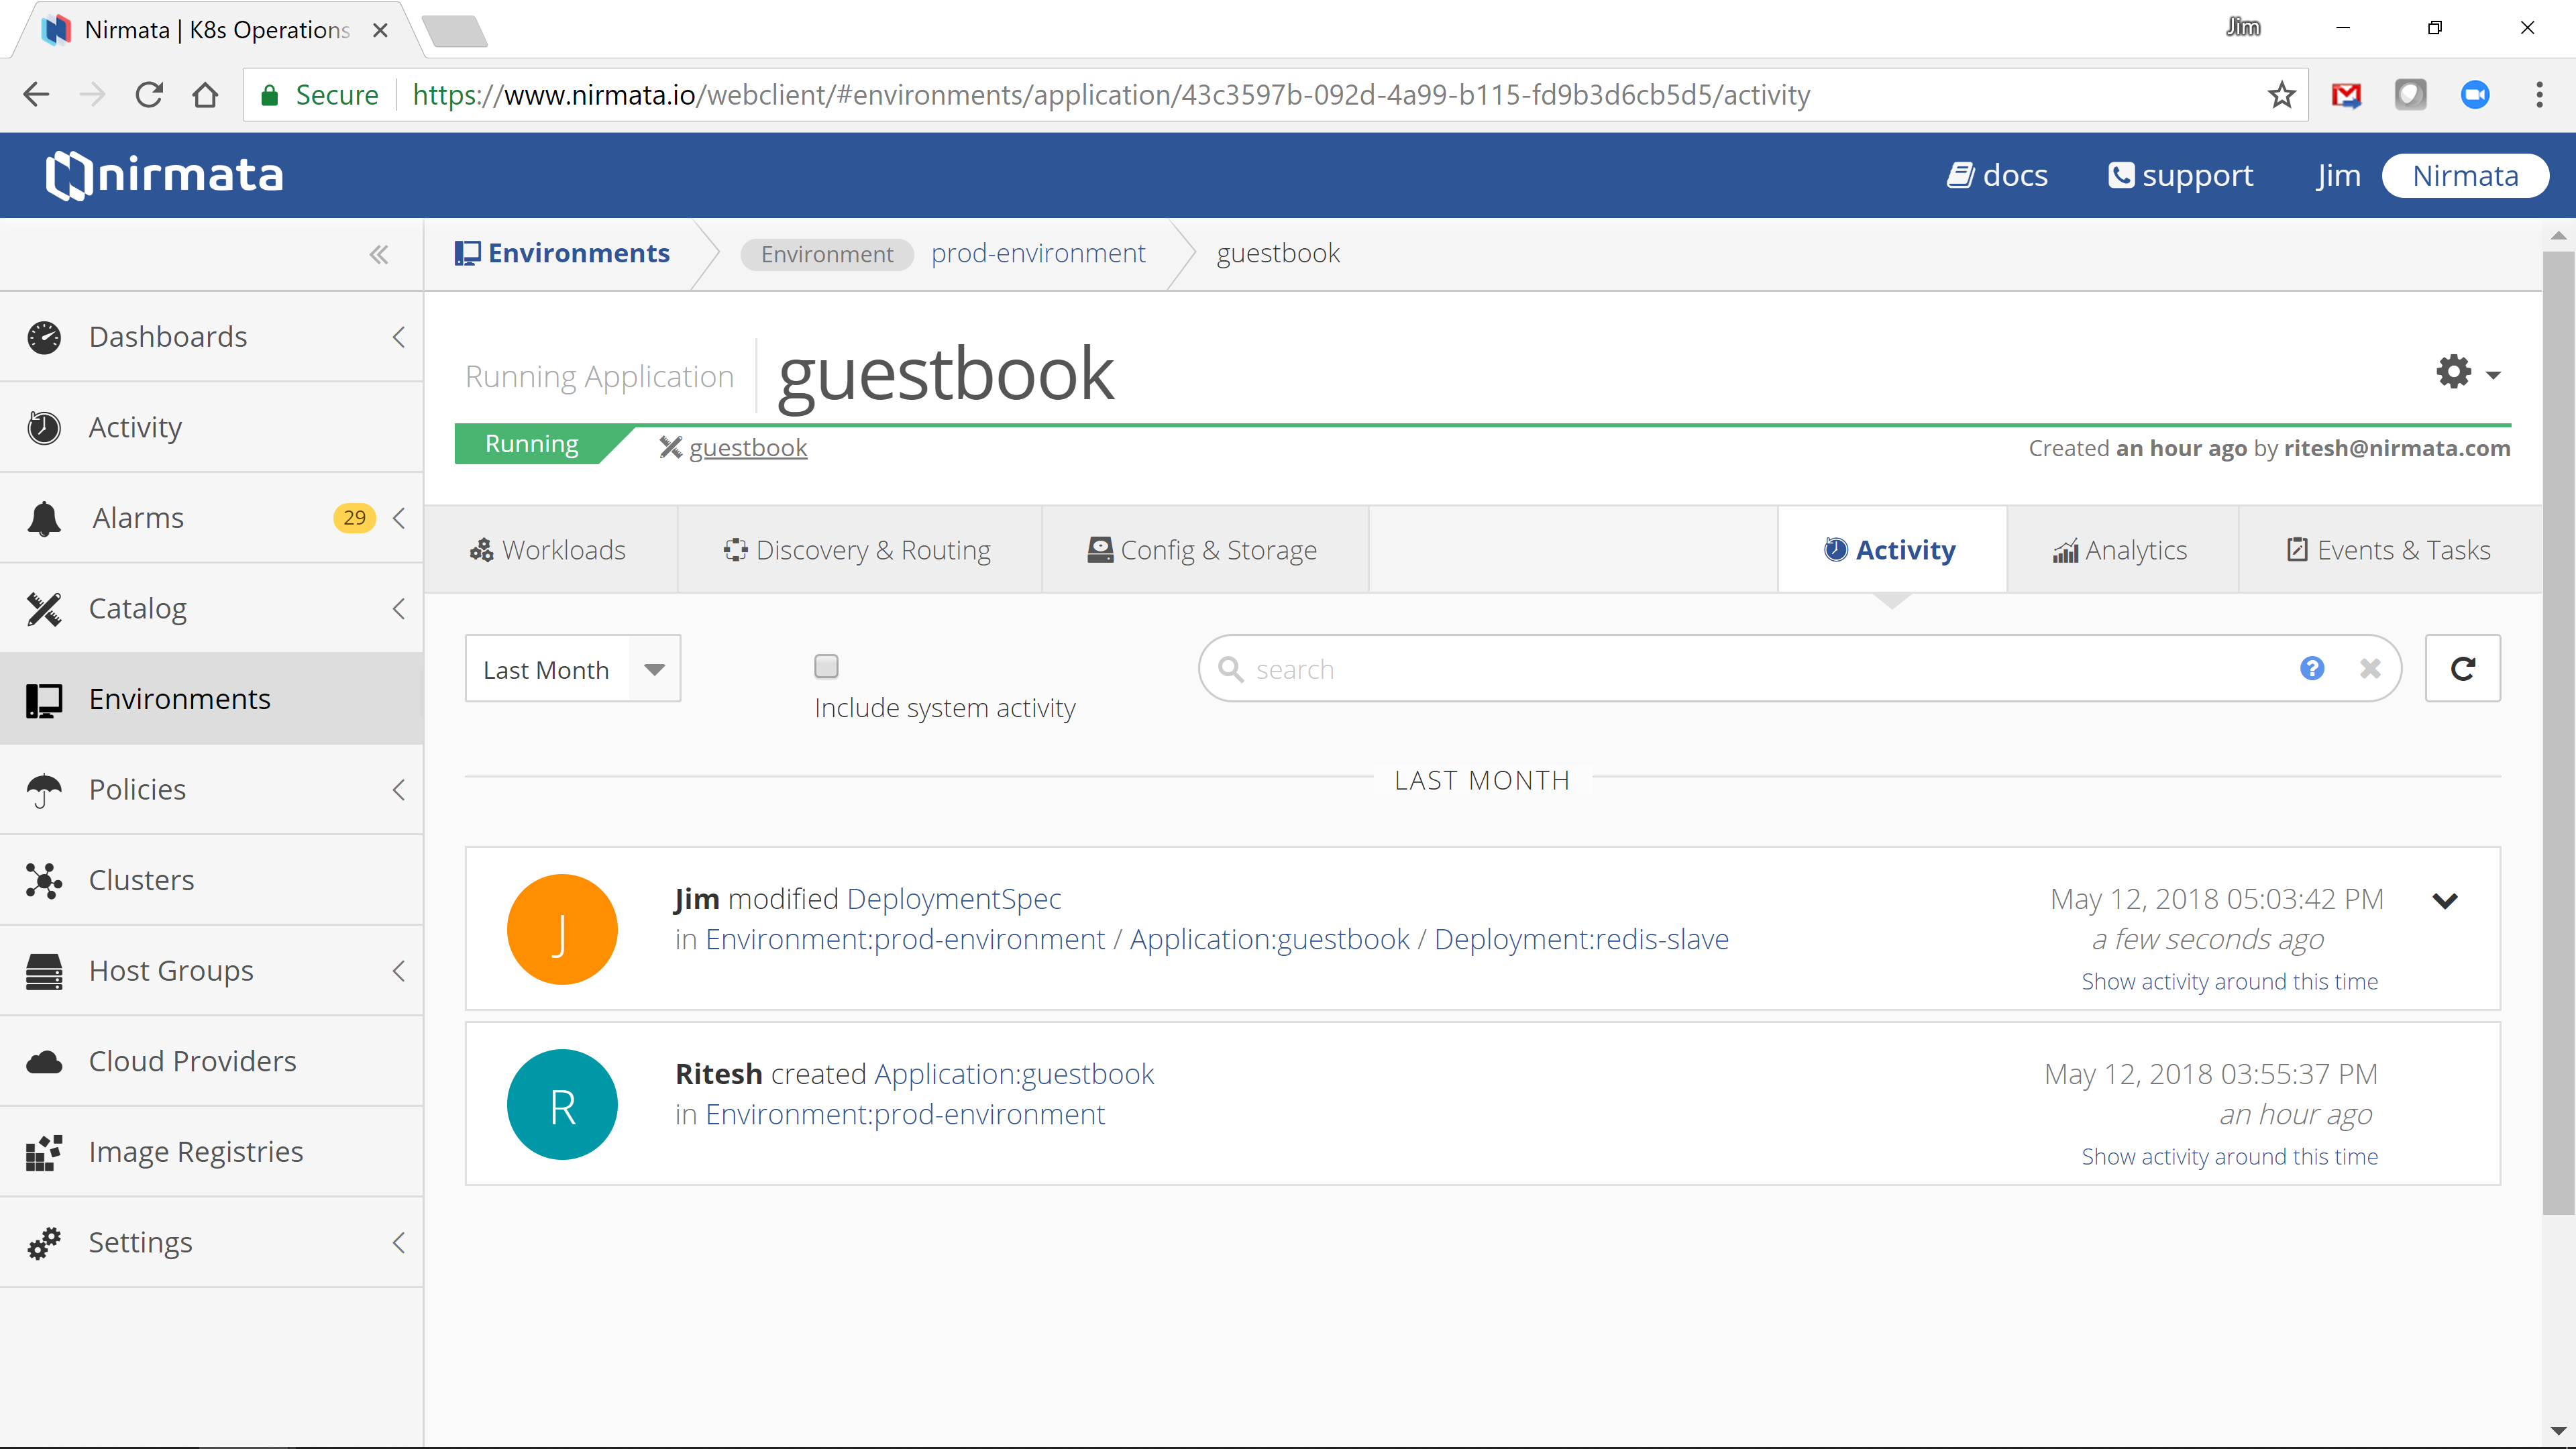 Nirmata | K8s Operations
Jim
Secure
https://www.nirmata.io/webclient/#environments/application/43c3597b-092d-4a99-b115-fd9b3d6cb5d5/activity
nirmata
docs
support
Jim
Nirmata
Environments
Environment prod-environment
guestbook
Dashboards
Activity
Alarms 29
Catalog
Environments
Policies
Clusters
Host Groups
Cloud Providers
Image Registries
Settings
Running Application
guestbook
Running
guestbook
Created an hour ago by ritesh@nirmata.com
Workloads
Discovery & Routing
Config & Storage
Activity
Analytics
Events & Tasks
Last Month
Include system activity
search
?
LAST MONTH
J
Jim modified DeploymentSpec
in Environment:prod-environment / Application:guestbook / Deployment:redis-slave
May 12, 2018 05:03:42 PM
a few seconds ago
Show activity around this time
R
Ritesh created Application:guestbook
in Environment:prod-environment
May 12, 2018 03:55:37 PM
an hour ago
Show activity around this time